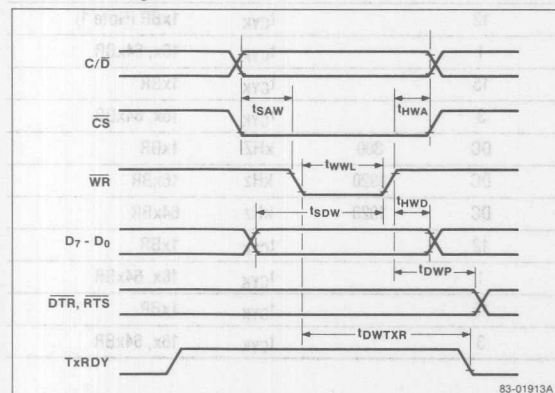 C/D̅
tSAW
tHWA
C̅S̅
tWWL
W̅R̅
tSDW
tHWD
D7 - D0
tDWP
D̅T̅R̅, R̅T̅S̅
tDWTXR
TxRDY
83-01913A